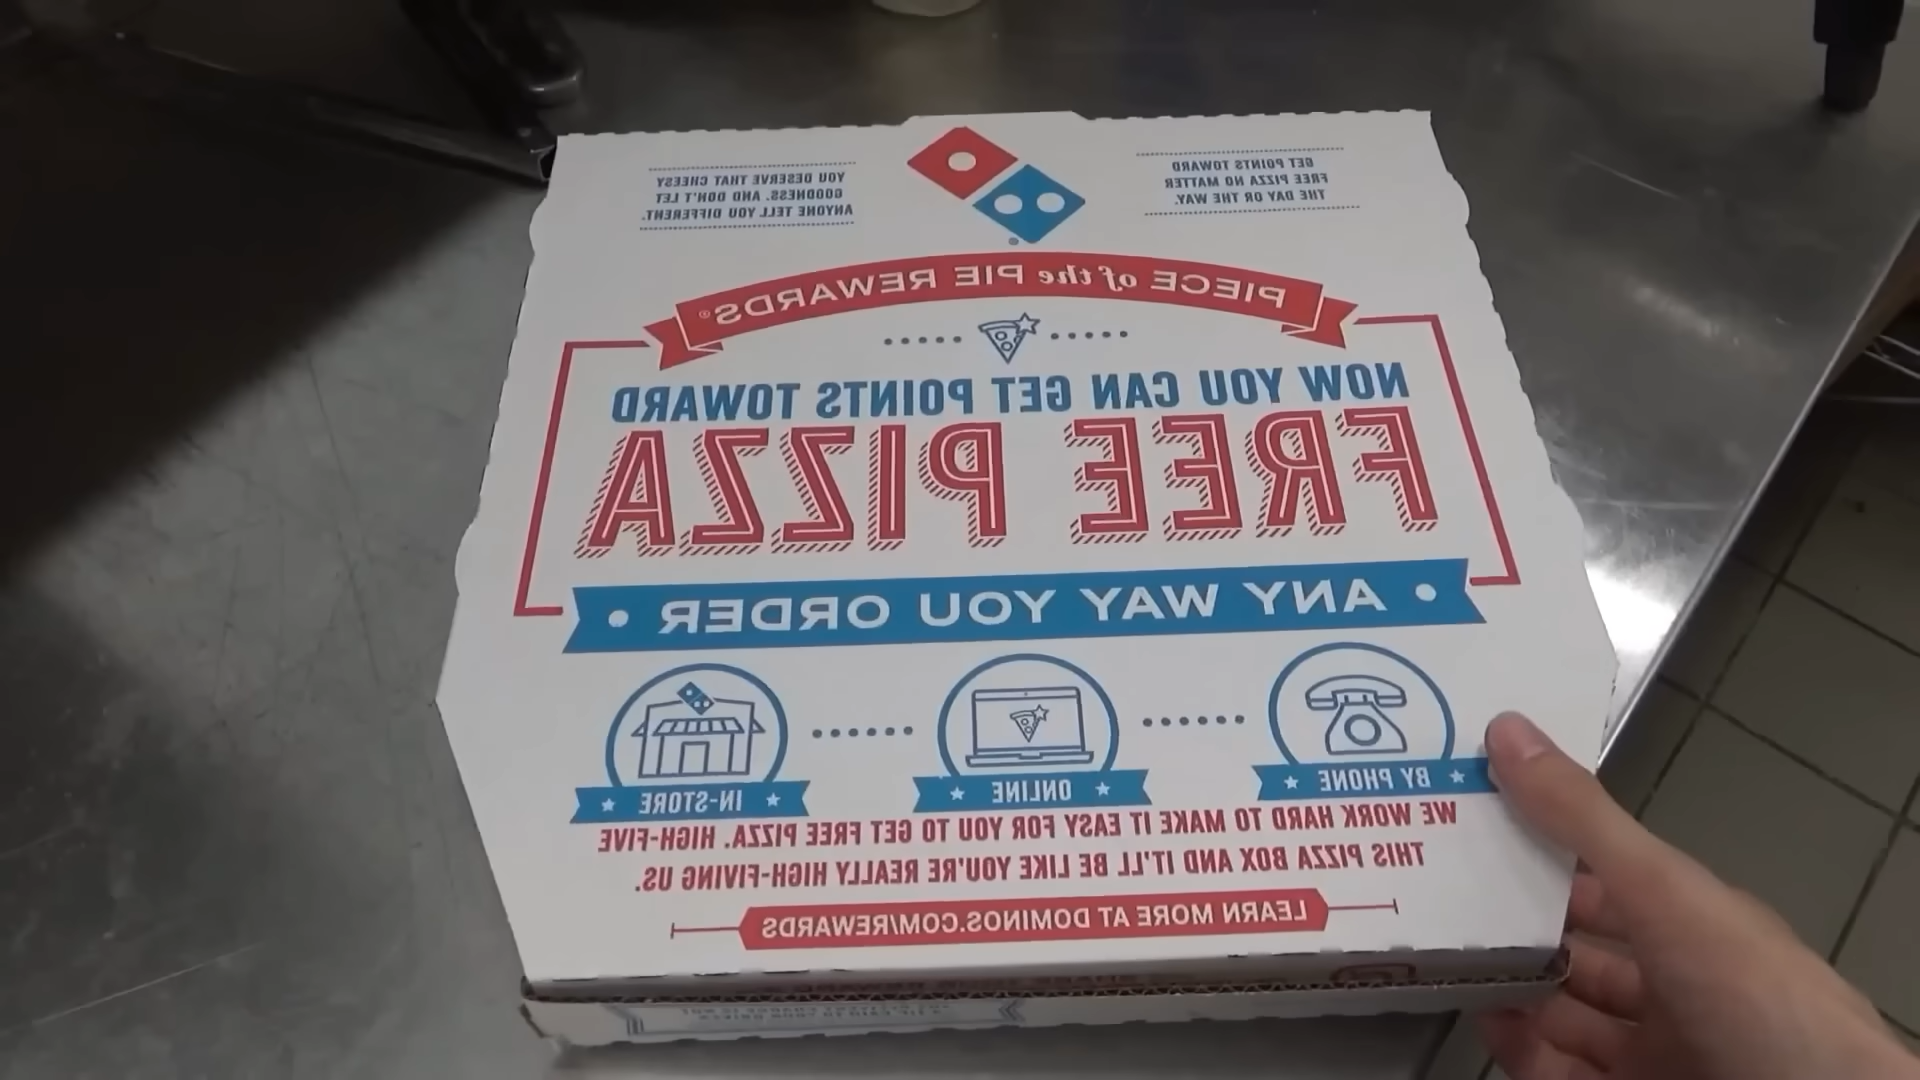 GET POINTS TOWARD
FREE PIZZA NO MATTER
THE DAY OR THE WAY.
YOU DESERVE THAT CHEESY
GOODNESS. AND DON'T LET
ANYONE TELL YOU DIFFERENT.
PIECE of the PIE REWARDS®
NOW YOU CAN GET POINTS TOWARD
FREE PIZZA
• ANY WAY YOU ORDER •
BY PHONE
ONLINE
IN-STORE
WE WORK HARD TO MAKE IT EASY FOR YOU TO GET FREE PIZZA. HIGH-FIVE
THIS PIZZA BOX AND IT'LL BE LIKE YOU'RE REALLY HIGH-FIVING US.
LEARN MORE AT DOMINOS.COM/REWARDS